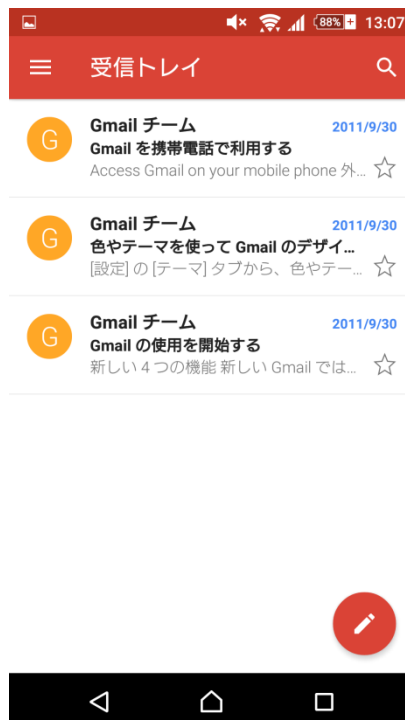 88% 13:07
受信トレイ
G
Gmail チーム 2011/9/30
Gmail を携帯電話で利用する
Access Gmail on your mobile phone 外...
G
Gmail チーム 2011/9/30
色やテーマを使って Gmail のデザイ...
[設定] の [テーマ] タブから、色やテー...
G
Gmail チーム 2011/9/30
Gmail の使用を開始する
新しい 4 つの機能 新しい Gmail では...